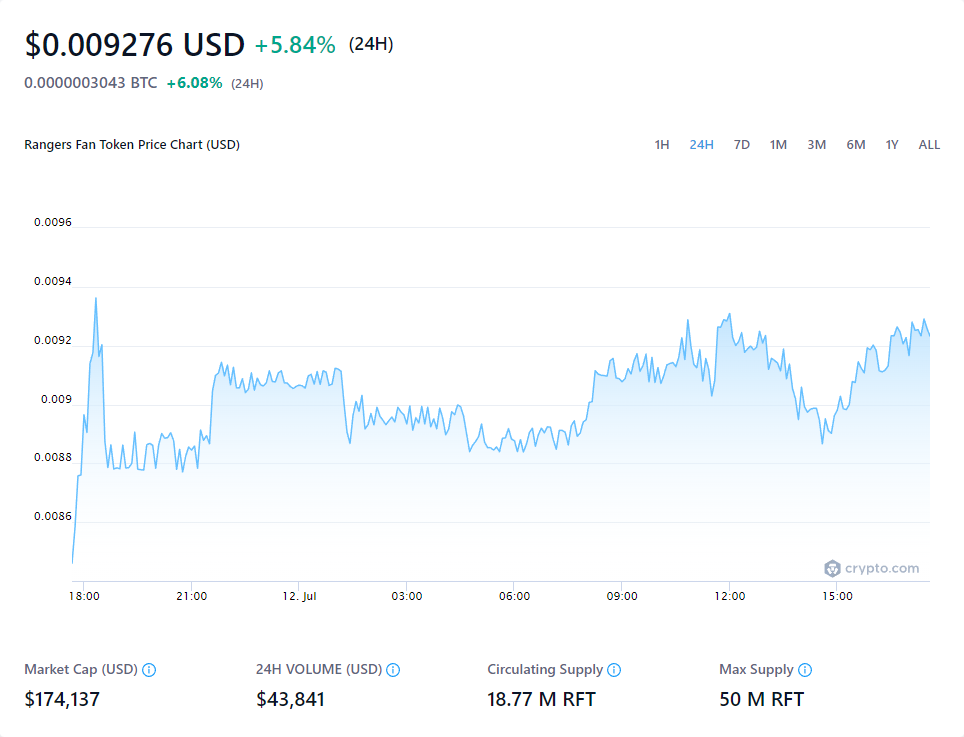 $0.009276 USD +5.84% (24H)
0.0000003043 BTC +6.08% (24H)
Rangers Fan Token Price Chart (USD) 1H 24H 7D 1M 3M 6M 1Y ALL
0.0096
0.0094
0.0092
0.009
0.0088
0.0086
crypto.com
18:00 21:00 12. Jul 03:00 06:00 09:00 12:00 15:00
Market Cap (USD) 24H VOLUME (USD) Circulating Supply Max Supply
$174,137 $43,841 18.77 M RFT 50 M RFT